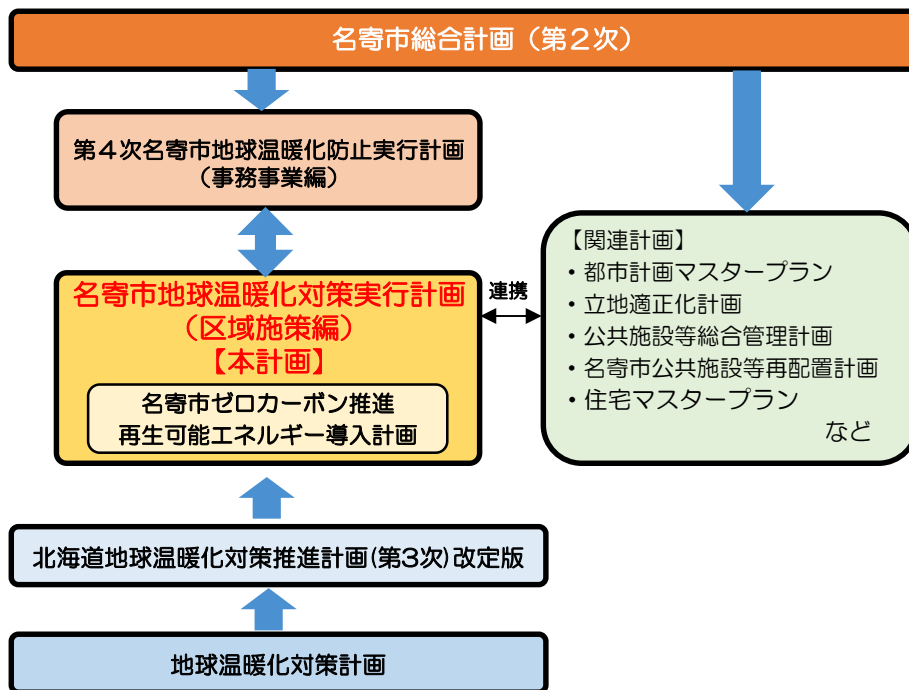 名寄市総合計画（第２次）
第４次名寄市地球温暖化防止実行計画
（事務事業編）
名寄市地球温暖化対策実行計画
（区域施策編）
【本計画】
名寄市ゼロカーボン推進
再生可能エネルギー導入計画
連携
【関連計画】
・都市計画マスタープラン
・立地適正化計画
・公共施設等総合管理計画
・名寄市公共施設等再配置計画
・住宅マスタープラン
など
北海道地球温暖化対策推進計画(第3次)改定版
地球温暖化対策計画